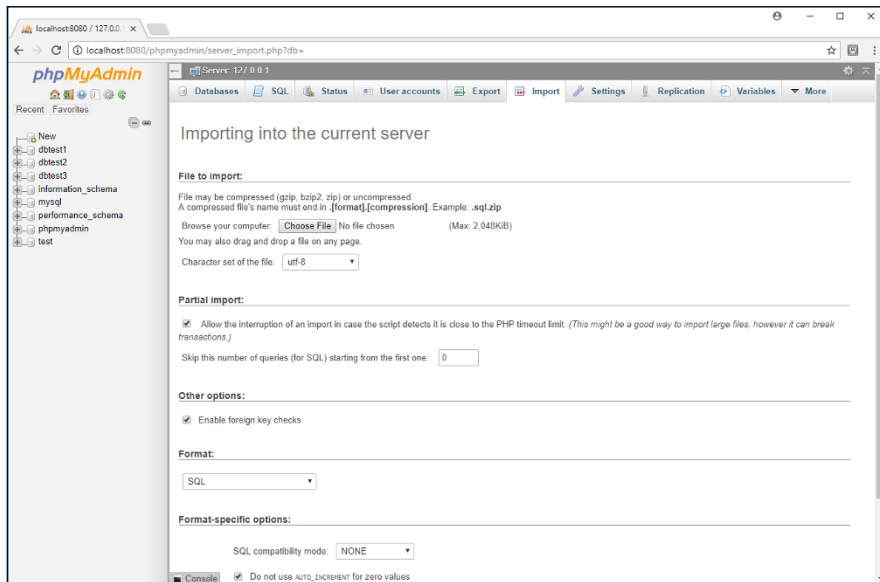 localhost:8080 / 127.0.0.1
localhost:8080/phpmyadmin/server_import.php?db=
phpMyAdmin
Recent Favorites
New
dbtest1
dbtest2
dbtest3
information_schema
mysql
performance_schema
phpmyadmin
test
Server: 127.0.0.1
Databases SQL Status User accounts Export Import Settings Replication Variables More
Importing into the current server
File to import:
File may be compressed (gzip, bzip2, zip) or uncompressed.
A compressed file's name must end in .[format].[compression]. Example: .sql.zip
Browse your computer: Choose File No file chosen (Max: 2,048KiB)
You may also drag and drop a file on any page.
Character set of the file: utf-8
Partial import:
Allow the interruption of an import in case the script detects it is close to the PHP timeout limit. (This might be a good way to import large files, however it can break
transactions.)
Skip this number of queries (for SQL) starting from the first one: 0
Other options:
Enable foreign key checks
Format:
SQL
Format-specific options:
SQL compatibility mode: NONE
Console Do not use AUTO_INCREMENT for zero values